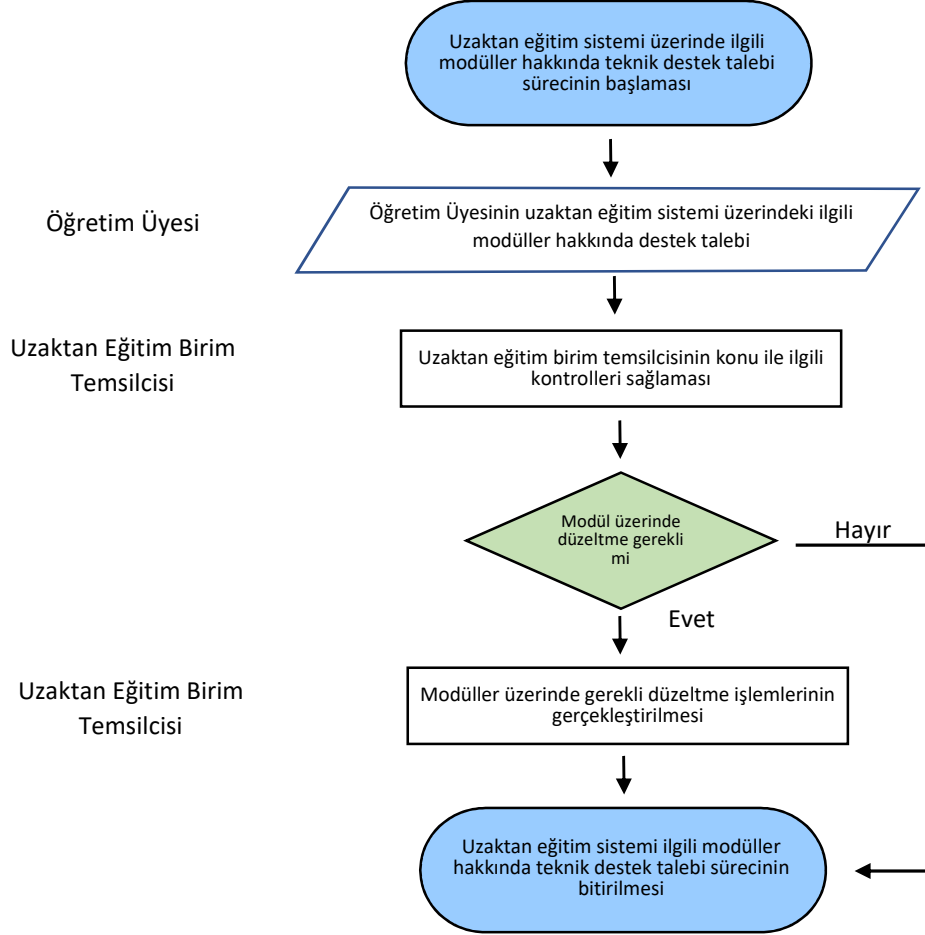 Uzaktan eğitim sistemi üzerinde ilgili
modüller hakkında teknik destek talebi
sürecinin başlaması
Öğretim Üyesi
Öğretim Üyesinin uzaktan eğitim sistemi üzerindeki ilgili
modüller hakkında destek talebi
Uzaktan Eğitim Birim
Temsilcisi
Uzaktan eğitim birim temsilcisinin konu ile ilgili
kontrolleri sağlaması
Modül üzerinde
düzeltme gerekli
mi
Hayır
Evet
Uzaktan Eğitim Birim
Temsilcisi
Modüller üzerinde gerekli düzeltme işlemlerinin
gerçekleştirilmesi
Uzaktan eğitim sistemi ilgili modüller
hakkında teknik destek talebi sürecinin
bitirilmesi